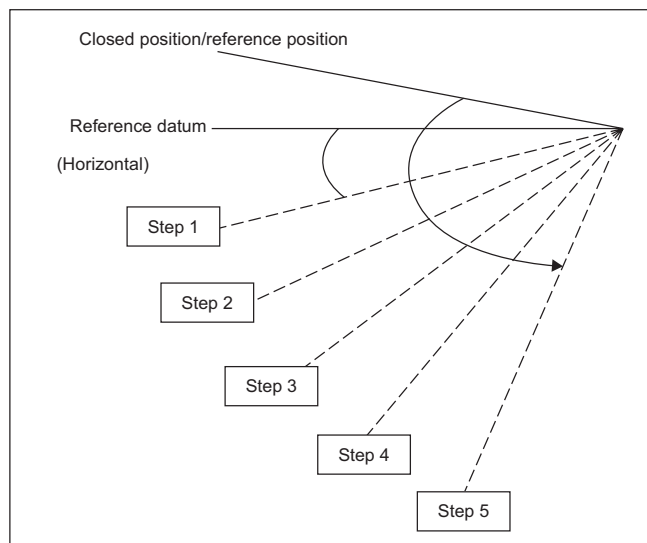 Closed position/reference position
Reference datum
(Horizontal)
Step 1
Step 2
Step 3
Step 4
Step 5